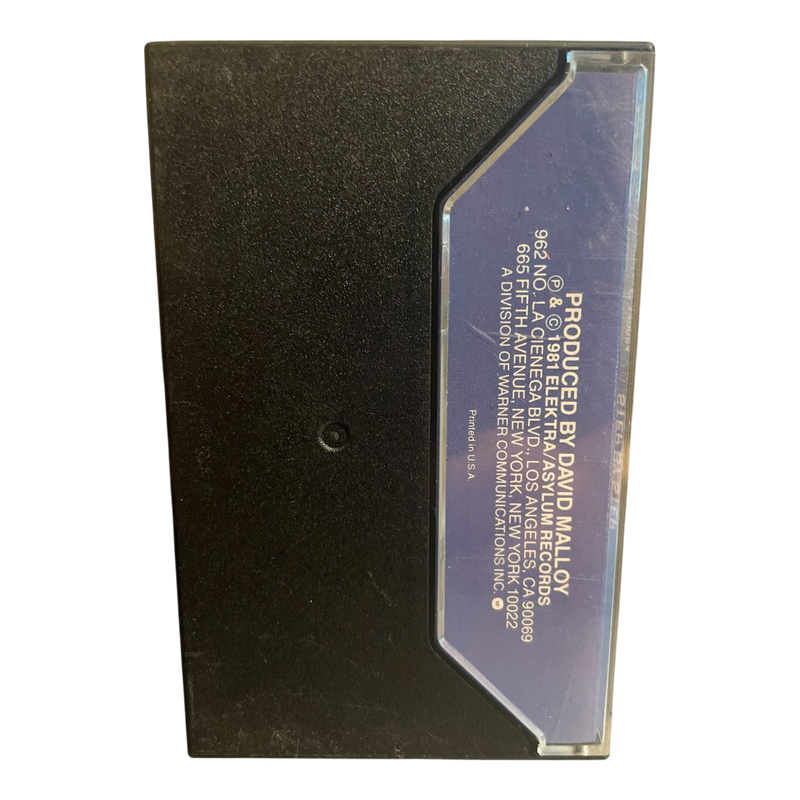 PRODUCED BY DAVID MALLOY
Ⓟ & © 1981 ELEKTRA/ASYLUM RECORDS
962 NO. LA CIENEGA BLVD., LOS ANGELES, CA 90069
665 FIFTH AVENUE, NEW YORK, NEW YORK 10022
A DIVISION OF WARNER COMMUNICATIONS INC.
Printed in U.S.A.